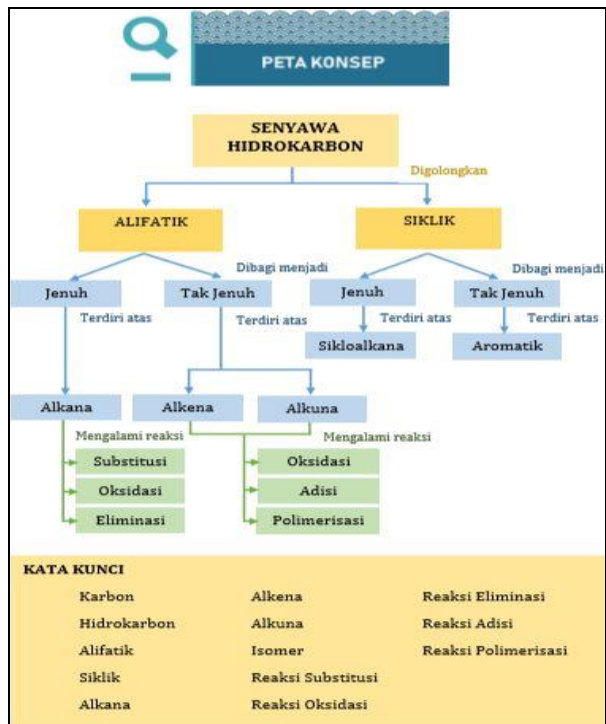 PETA KONSEP
SENYAWA
HIDROKARBON
Digolongkan
ALIFATIK
SIKLIK
Dibagi menjadi
Dibagi menjadi
Jenuh
Tak Jenuh
Jenuh
Tak Jenuh
Terdiri atas
Terdiri atas
Terdiri atas
Terdiri atas
Sikloalkana
Aromatik
Alkana
Alkena
Alkuna
Mengalami reaksi
Mengalami reaksi
Substitusi
Oksidasi
Oksidasi
Adisi
Eliminasi
Polimerisasi
KATA KUNCI
Karbon
Alkena
Reaksi Eliminasi
Hidrokarbon
Alkuna
Reaksi Adisi
Alifatik
Isomer
Reaksi Polimerisasi
Siklik
Reaksi Substitusi
Alkana
Reaksi Oksidasi